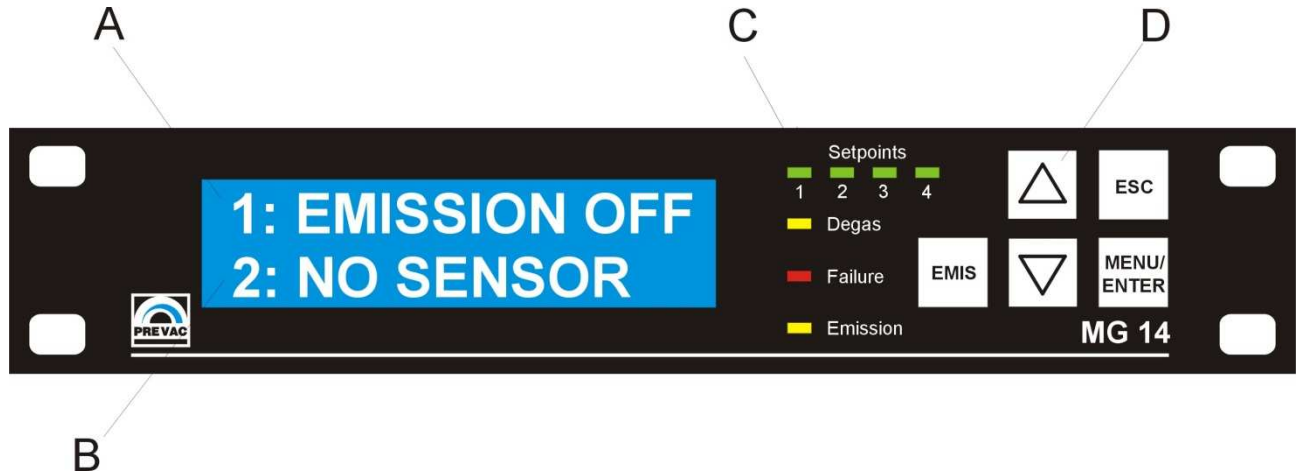 A
C
D
1: EMISSION OFF
2: NO SENSOR
Setpoints
1 2 3 4
Degas
Failure
Emission
EMIS
ESC
MENU/
ENTER
PREVAC
MG 14
B